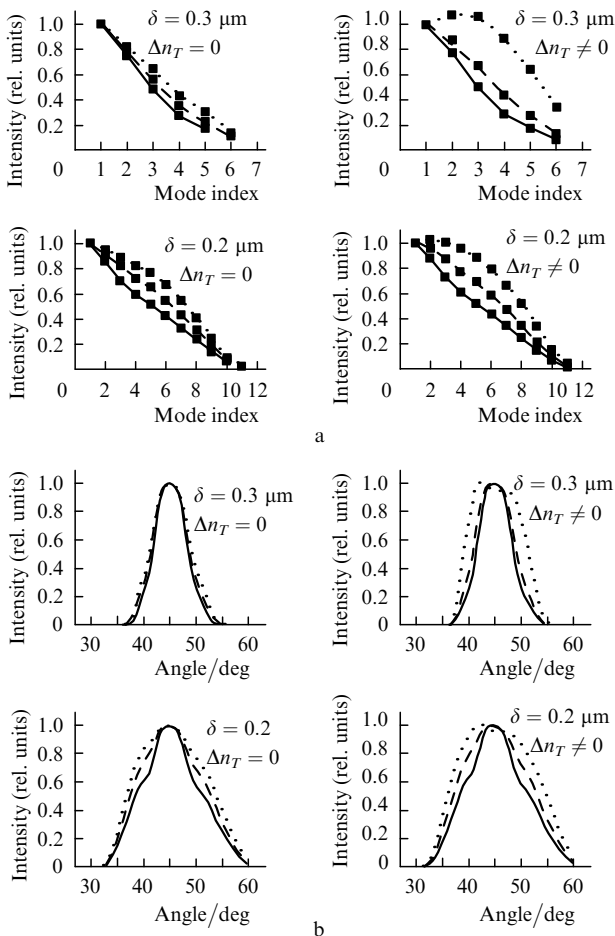 Intensity (rel. units)
1.0
0.8
0.6
0.4
0.2
0
δ = 0.3 μm
Δn_T = 0
1 2 3 4 5 6 7
Mode index
Intensity (rel. units)
1.0
0.8
0.6
0.4
0.2
0
δ = 0.3 μm
Δn_T ≠ 0
1 2 3 4 5 6 7
Mode index
Intensity (rel. units)
1.0
0.8
0.6
0.4
0.2
0
δ = 0.2 μm
Δn_T = 0
2 4 6 8 10 12
Mode index
Intensity (rel. units)
1.0
0.8
0.6
0.4
0.2
0
δ = 0.2 μm
Δn_T ≠ 0
2 4 6 8 10 12
Mode index
a
Intensity (rel. units)
1.0
0.8
0.6
0.4
0.2
0
δ = 0.3 μm
Δn_T = 0
30 40 50 60
Angle/deg
Intensity (rel. units)
1.0
0.8
0.6
0.4
0.2
0
δ = 0.3 μm
Δn_T ≠ 0
30 40 50 60
Angle/deg
Intensity (rel. units)
1.0
0.8
0.6
0.4
0.2
0
δ = 0.2
Δn_T = 0
30 40 50 60
Angle/deg
Intensity (rel. units)
1.0
0.8
0.6
0.4
0.2
0
δ = 0.2 μm
Δn_T ≠ 0
30 40 50 60
Angle/deg
b